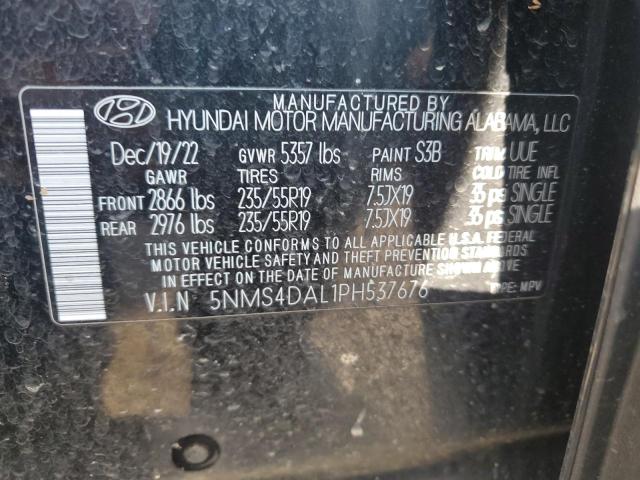 MANUFACTURED BY
HYUNDAI MOTOR MANUFACTURING ALABAMA, LLC
Dec/19/22 GVWR 5357 lbs PAINT S3B TRIM UUE
GAWR TIRES RIMS COLD TIRE INFL
FRONT 2866 lbs 235/55R19 7.5JX19 35 psi SINGLE
REAR 2976 lbs 235/55R19 7.5JX19 35 psi SINGLE
THIS VEHICLE CONFORMS TO ALL APPLICABLE U.S.A. FEDERAL
MOTOR VEHICLE SAFETY AND THEFT PREVENTION STANDARDS
IN EFFECT ON THE DATE OF MANUFACTURE SHOWN ABOVE.
V.I.N 5NMS4DAL1PH537676 TYPE: MPV